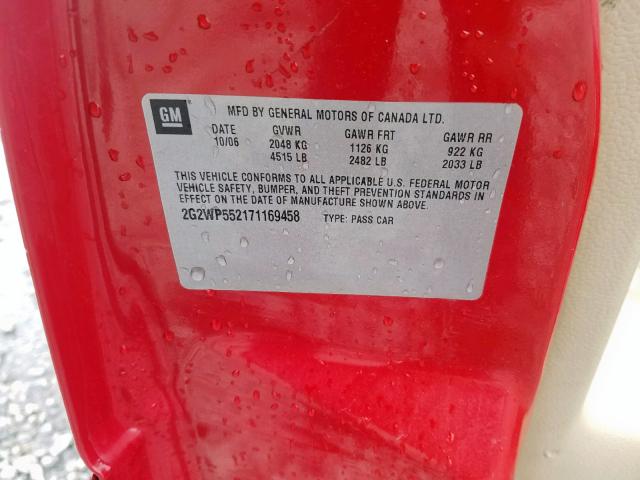 GM
MFD BY GENERAL MOTORS OF CANADA LTD.
DATE GVWR GAWR FRT GAWR RR
10/06 2048 KG 1126 KG 922 KG
4515 LB 2482 LB 2033 LB
THIS VEHICLE CONFORMS TO ALL APPLICABLE U.S. FEDERAL MOTOR
VEHICLE SAFETY, BUMPER, AND THEFT PREVENTION STANDARDS IN
EFFECT ON THE DATE OF MANUFACTURE SHOWN ABOVE.
2G2WP552171169458 TYPE: PASS CAR